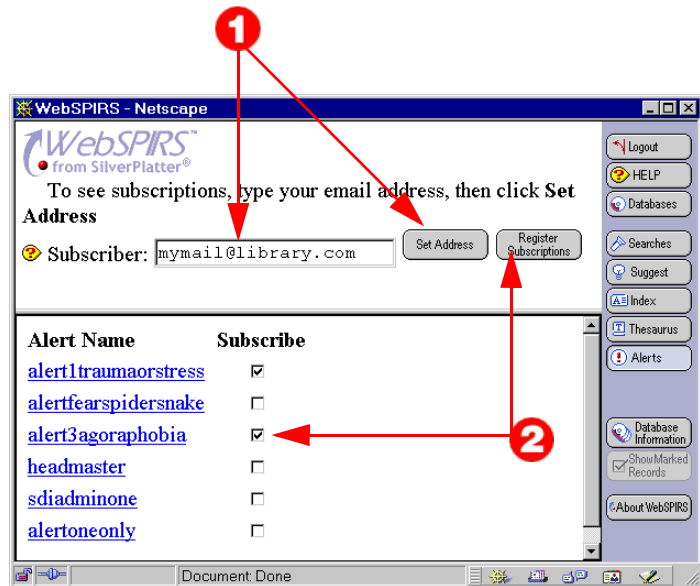 1
WebSPIRS - Netscape
WebSPIRS™
from SilverPlatter®
To see subscriptions, type your email address, then click Set
Address
Subscriber: mymail@library.com
Set Address
Register
Subscriptions
Alert Name Subscribe
alert1traumaorstress
alertfearspidersnake
alert3agoraphobia
headmaster
sdiadminone
alertoneonly
2
Logout
HELP
Databases
Searches
Suggest
Index
Thesaurus
Alerts
Database
Information
Show Marked
Records
About WebSPIRS
Document: Done